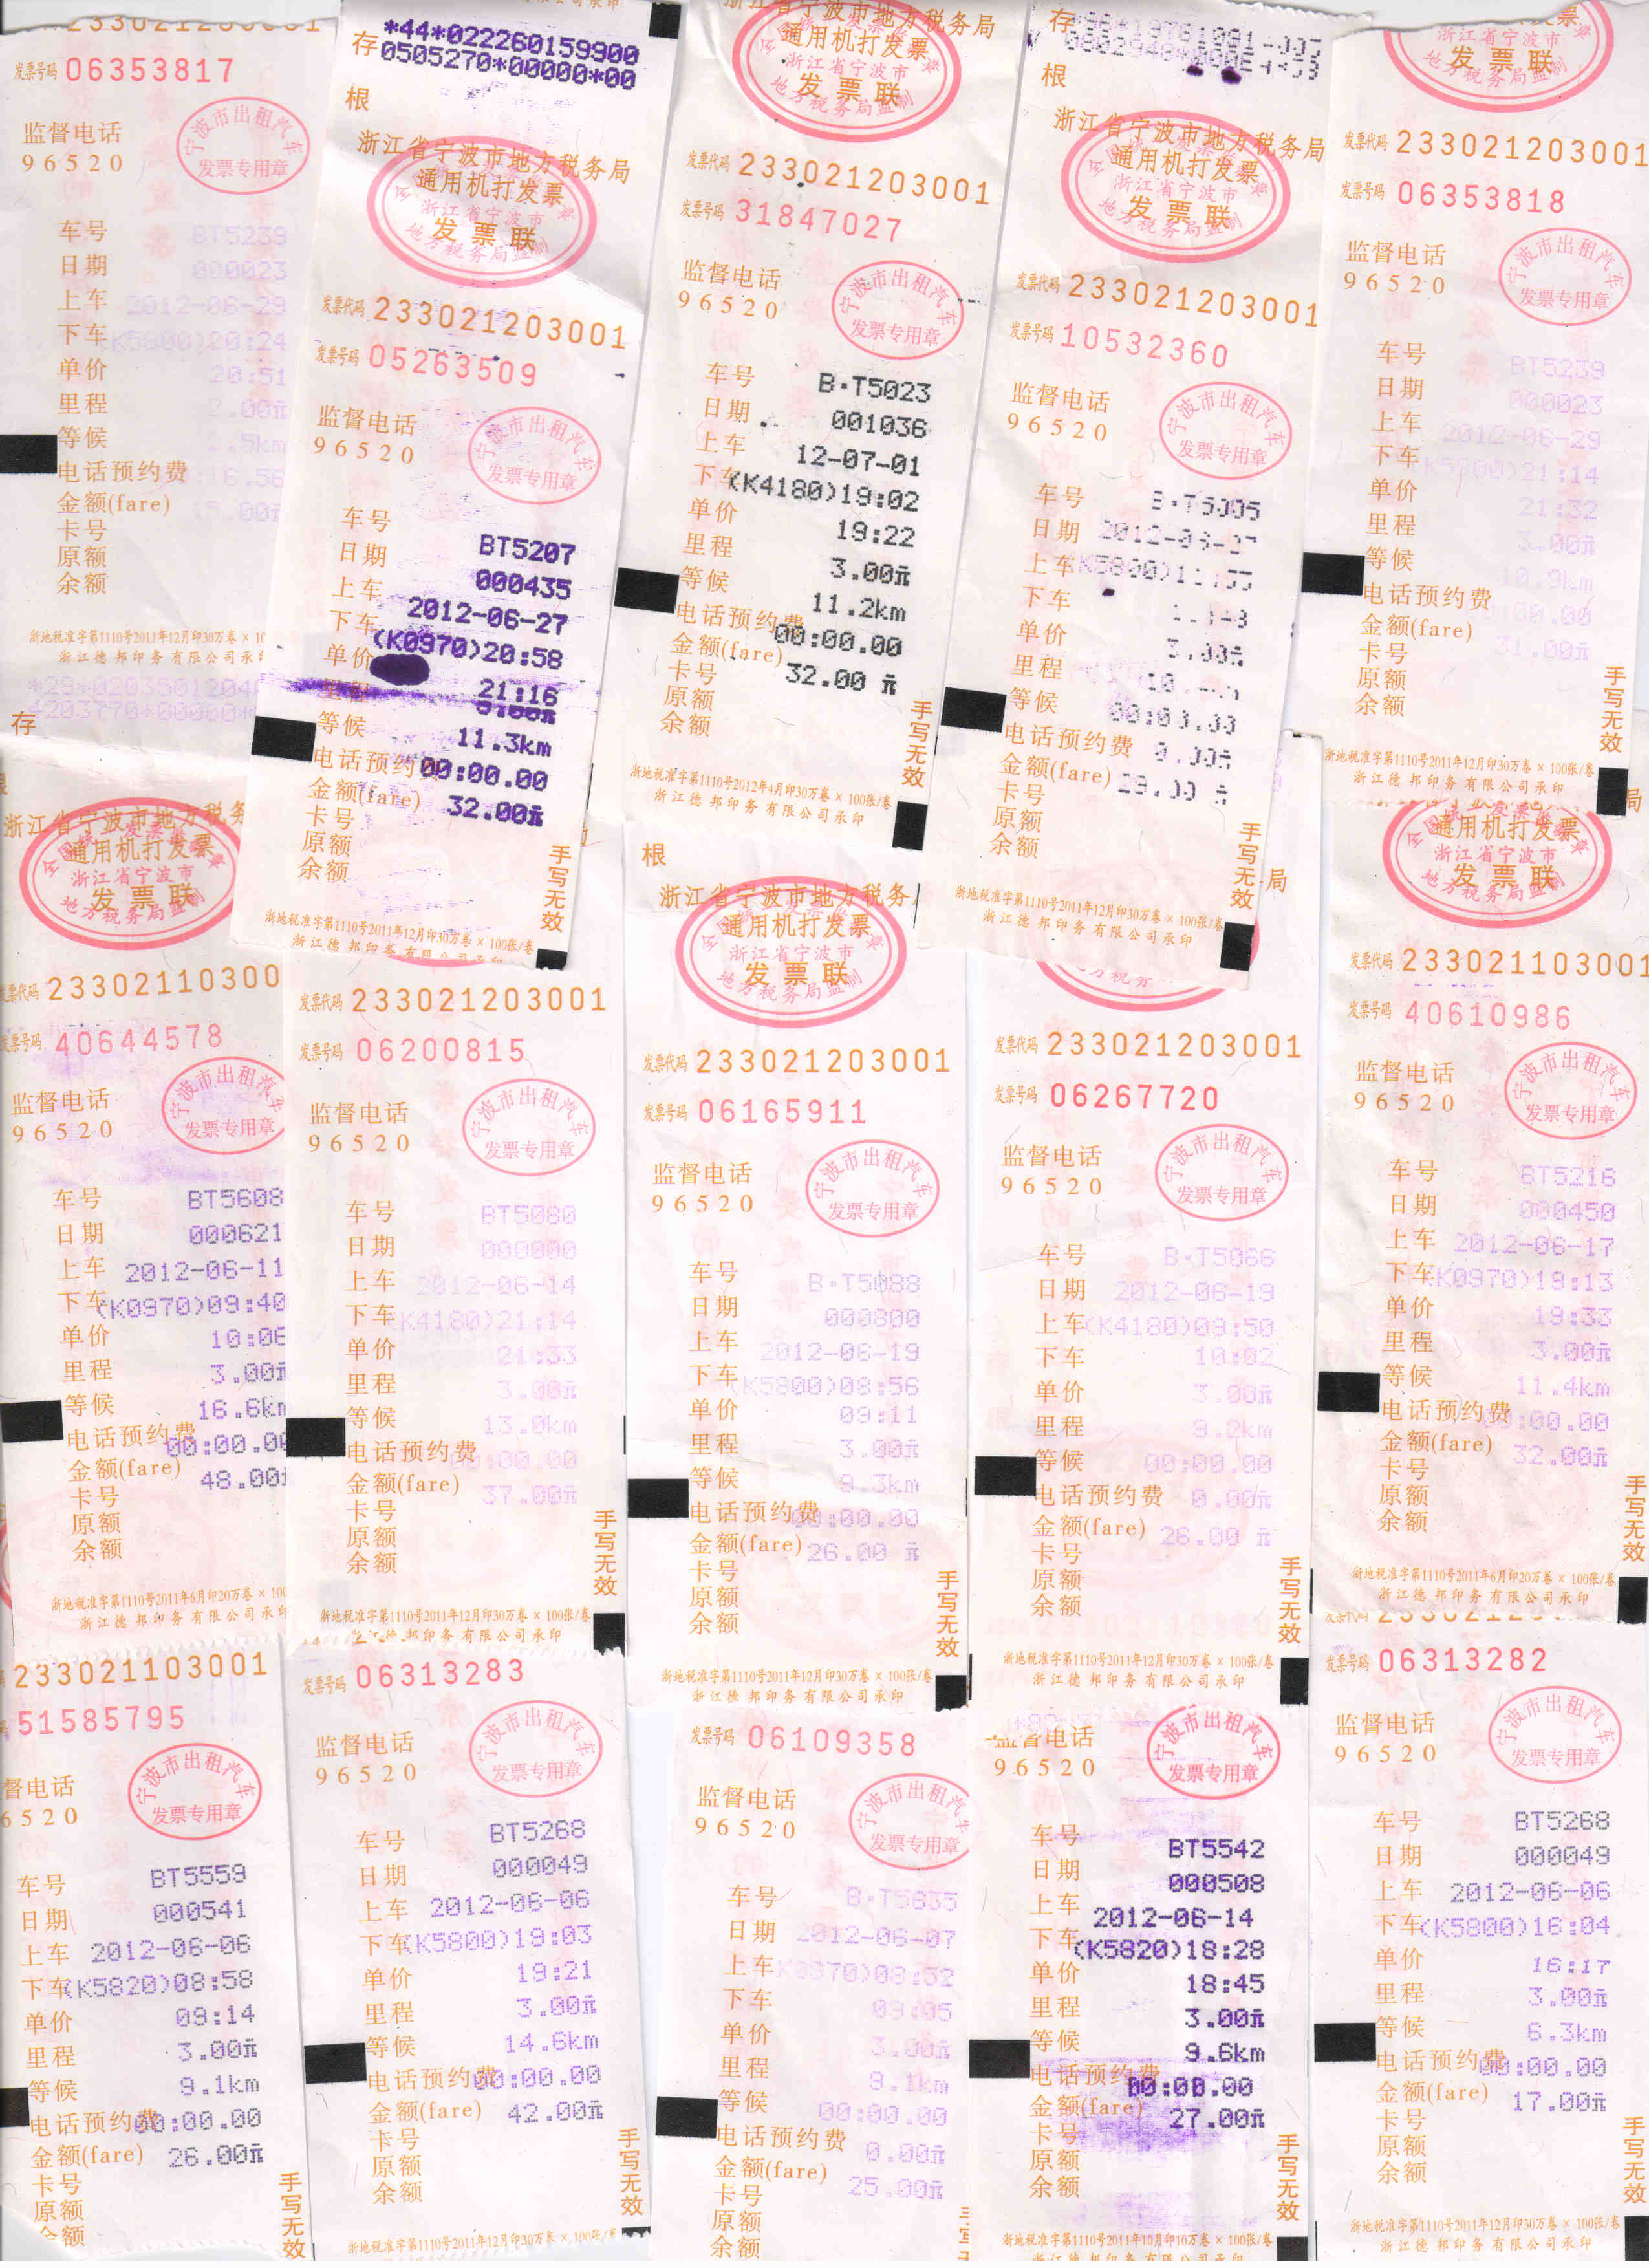 发票号码 06353817
宁波市出租汽车
发票专用章
监督电话
96520
车号 BT5239
日期 000023
上车 2012-06-29
下车 (K5800)20:24
单价 20:51
里程 2.00元
等候
电话预约费
金额(fare) 15.00元
卡号
原额
余额
浙地税准字第1110号2011年12月印30万卷
浙江德邦印务有限公司承
存
*44*022260159900
存 0505270*00000*00
根
浙江省宁波市地方税务局
通用机打发票
浙江省宁波市
发票联
地方税务局监制
发票代码 233021203001
发票号码 05263509
监督电话
96520
宁波市出租汽车
发票专用章
车号 BT5207
日期 000435
上车 2012-06-27
下车 (K0970)20:58
单价 21:16
里程
等候 11.3km
电话预约费 00:00.00
金额(fare) 32.00元
卡号
原额
余额
手写无效
浙地税准字第1110号2011年12月印30万卷×100张/卷
税务局
通用机打发票
浙江省宁波市
发票联
地方税务局监制
发票代码 233021203001
发票号码 31847027
监督电话
96520
宁波市出租汽车
发票专用章
车号 B·T5023
日期 001036
上车 12-07-01
下车 (K4180)19:02
单价 19:22
里程 3.00元
等候 11.2km
电话预约费 00:00.00
金额(fare) 32.00元
卡号
原额
余额
手写无效
浙地税准字第1110号2012年4月印30万卷×100张/卷
浙江德邦印务有限公司承印
存
根
浙江省宁波市地方税务局
通用机打发票
浙江省宁波市
发票联
地方税务局监制
发票代码 233021203001
发票号码 10532360
监督电话
96520
宁波市出租汽车
发票专用章
车号
日期
上车
下车
单价
里程
等候
电话预约费
金额(fare)
卡号
原额
余额
手写无效
浙地税准字第1110号2011年12月印30万卷×100张/卷
浙江德邦印务有限公司承印
浙江省宁波市
发票联
地方税务局监制
发票代码 233021203001
发票号码 06353818
监督电话
96520
宁波市出租汽车
发票专用章
车号 BT5239
日期 000023
上车 2012-06-29
下车 (K5800)21:14
单价 21:32
里程 3.00元
等候 10.9km
电话预约费 00:00.00
金额(fare) 31.00元
卡号
原额
余额
手写无效
浙地税准字第1110号2011年12月印30万卷×100张/卷
浙江德邦印务有限公司承印
浙江省宁波市地方税务
通用机打发票
浙江省宁波市
发票联
地方税务局监制
发票代码 23302110300
发票号码 40644578
监督电话
96520
宁波市出租汽车
发票专用章
车号 BT5608
日期 000621
上车 2012-06-11
下车 (K0970)09:40
单价 10:06
里程 3.00元
等候 16.6km
电话预约费 00:00.00
金额(fare) 48.00
卡号
原额
余额
浙地税准字第1110号2011年6月印20万卷×100
浙江德邦印务有限公司承印
发票代码 233021203001
发票号码 06200815
监督电话
96520
宁波市出租汽车
发票专用章
车号 BT5080
日期 000000
上车 2012-06-14
下车 (K4180)21:14
单价 21:33
里程 3.00元
等候 13.0km
电话预约费 00:00.00
金额(fare) 37.00元
卡号
原额
余额
手写无效
浙地税准字第1110号2011年12月印30万卷×100张/卷
浙江德邦印务有限公司承印
根
浙江省宁波市地方税务
通用机打发票
浙江省宁波市
发票联
地方税务局监制
发票代码 233021203001
发票号码 06165911
监督电话
96520
宁波市出租汽车
发票专用章
车号 B·T5088
日期 000800
上车 2012-06-19
下车 (K5800)08:56
单价 09:11
里程 3.00元
等候 9.3km
电话预约费 00:00.00
金额(fare) 26.00元
卡号
原额
余额
手写无效
浙地税准字第1110号2011年12月印30万卷×100张/卷
浙江德邦印务有限公司承印
局
发票代码 233021203001
发票号码 06267720
监督电话
96520
宁波市出租汽车
发票专用章
车号 B·T5066
日期 2012-06-19
上车 (K4180)09:50
下车 10:02
单价 3.00元
里程 9.2km
等候 00:00.00
电话预约费 0.00元
金额(fare) 26.00元
卡号
原额
余额
手写无效
浙地税准字第1110号2011年12月印30万卷×100张/卷
浙江德邦印务有限公司承印
局
通用机打发票
浙江省宁波市
发票联
地方税务局监制
发票代码 233021103001
发票号码 40610986
监督电话
96520
宁波市出租汽车
发票专用章
车号 BT5216
日期 000450
上车 2012-06-17
下车 (K0970)19:13
单价 19:33
里程 3.00元
等候 11.4km
电话预约费 00:00.00
金额(fare) 32.00元
卡号
原额
余额
手写无效
浙地税准字第1110号2011年6月印20万卷×100张/卷
浙江德邦印务有限公司承印
233021103001
51585795
督电话
6520
宁波市出租汽车
发票专用章
车号 BT5559
日期 000541
上车 2012-06-06
下车 (K5820)08:58
单价 09:14
里程 3.00元
等候 9.1km
电话预约费 00:00.00
金额(fare) 26.00元
卡号
原额
余额
手写无效
发票号码 06313283
监督电话
96520
宁波市出租汽车
发票专用章
车号 BT5268
日期 000049
上车 2012-06-06
下车 (K5800)19:03
单价 19:21
里程 3.00元
等候 14.6km
电话预约费 00:00.00
金额(fare) 42.00元
卡号
原额
余额
手写无效
浙地税准字第1110号2011年12月印30万卷×100张/卷
发票号码 06109358
监督电话
96520
宁波市出租汽车
发票专用章
车号 B·T5635
日期 2012-06-07
上车 (K0970)08:52
下车 09:05
单价 3.00元
里程 9.1km
等候 00:00.00
电话预约费 0.00元
金额(fare) 25.00元
卡号
原额
余额
电话
96520
宁波市出租汽车
发票专用章
车号 BT5542
日期 000508
上车 2012-06-14
下车 (K5820)18:28
单价 18:45
里程 3.00元
等候 9.6km
电话预约费 00:00.00
金额(fare) 27.00元
卡号
原额
余额
手写无效
浙地税准字第1110号2011年10月印10万卷×100张/卷
发票号码 06313282
监督电话
96520
宁波市出租汽车
发票专用章
车号 BT5268
日期 000049
上车 2012-06-06
下车 (K5800)16:04
单价 16:17
里程 3.00元
等候 6.3km
电话预约费 00:00.00
金额(fare) 17.00元
卡号
原额
余额
手写无效
浙地税准字第1110号2011年12月印30万卷×100张/卷
浙江德邦印务有限公司承印